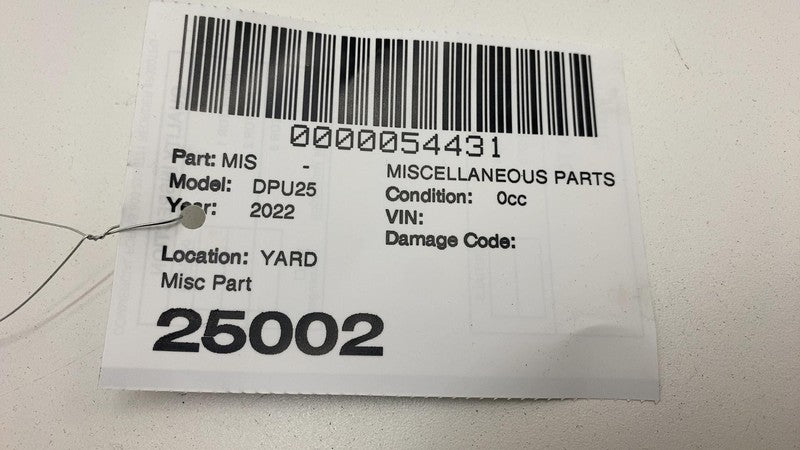 0000054431
Part: MIS -
MISCELLANEOUS PARTS
Model: DPU25
Condition: 0cc
Year: 2022
VIN:
Damage Code:
Location: YARD
Misc Part
25002